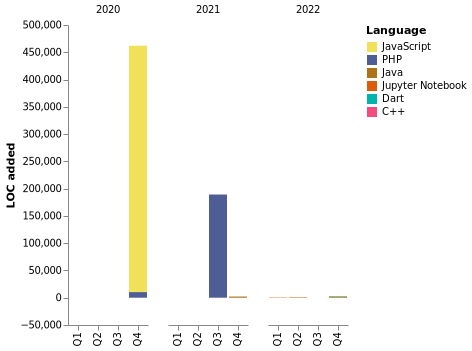 2020 2021 2022
Language
JavaScript
PHP
Java
Jupyter Notebook
Dart
C++
LOC added
500,000
450,000
400,000
350,000
300,000
250,000
200,000
150,000
100,000
50,000
0
−50,000
Q1 Q2 Q3 Q4 Q1 Q2 Q3 Q4 Q1 Q2 Q3 Q4